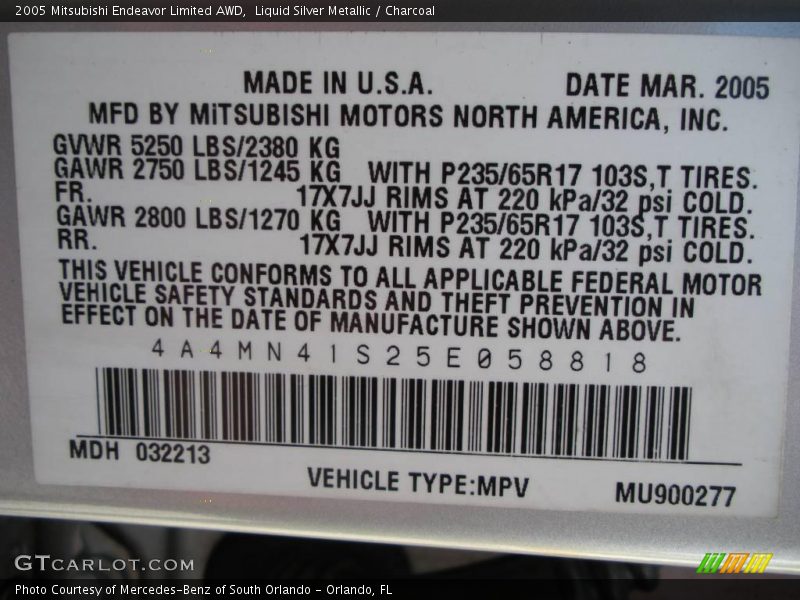 2005 Mitsubishi Endeavor Limited AWD,  Liquid Silver Metallic / Charcoal
MADE IN U.S.A. DATE MAR. 2005
MFD BY MiTSUBISHI MOTORS NORTH AMERICA, INC.
GVWR 5250 LBS/2380 KG
GAWR 2750 LBS/1245 KG WITH P235/65R17 103S,T TIRES.
FR. 17X7JJ RIMS AT 220 kPa/32 psi COLD.
GAWR 2800 LBS/1270 KG WITH P235/65R17 103S,T TIRES.
RR. 17X7JJ RIMS AT 220 kPa/32 psi COLD.
THIS VEHICLE CONFORMS TO ALL APPLICABLE FEDERAL MOTOR
VEHICLE SAFETY STANDARDS AND THEFT PREVENTION IN
EFFECT ON THE DATE OF MANUFACTURE SHOWN ABOVE.
4A4MN41S25E058818
MDH 032213
VEHICLE TYPE:MPV MU900277
GTCARLOT.COM
Photo Courtesy of Mercedes-Benz of South Orlando - Orlando, FL